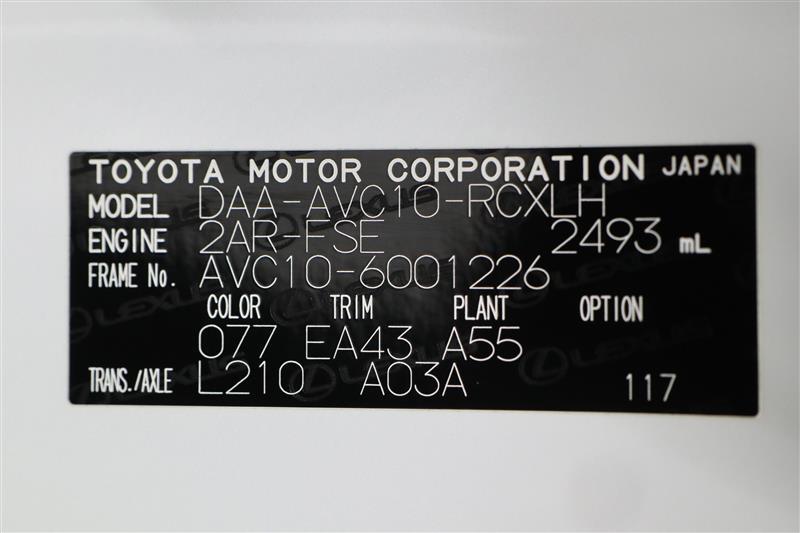 TOYOTA MOTOR CORPORATION JAPAN
MODEL DAA-AVC10-RCXLH
ENGINE 2AR-FSE 2493 mL
FRAME No. AVC10-6001226
COLOR TRIM PLANT OPTION
077 EA43 A55
TRANS./AXLE L210 A03A 117